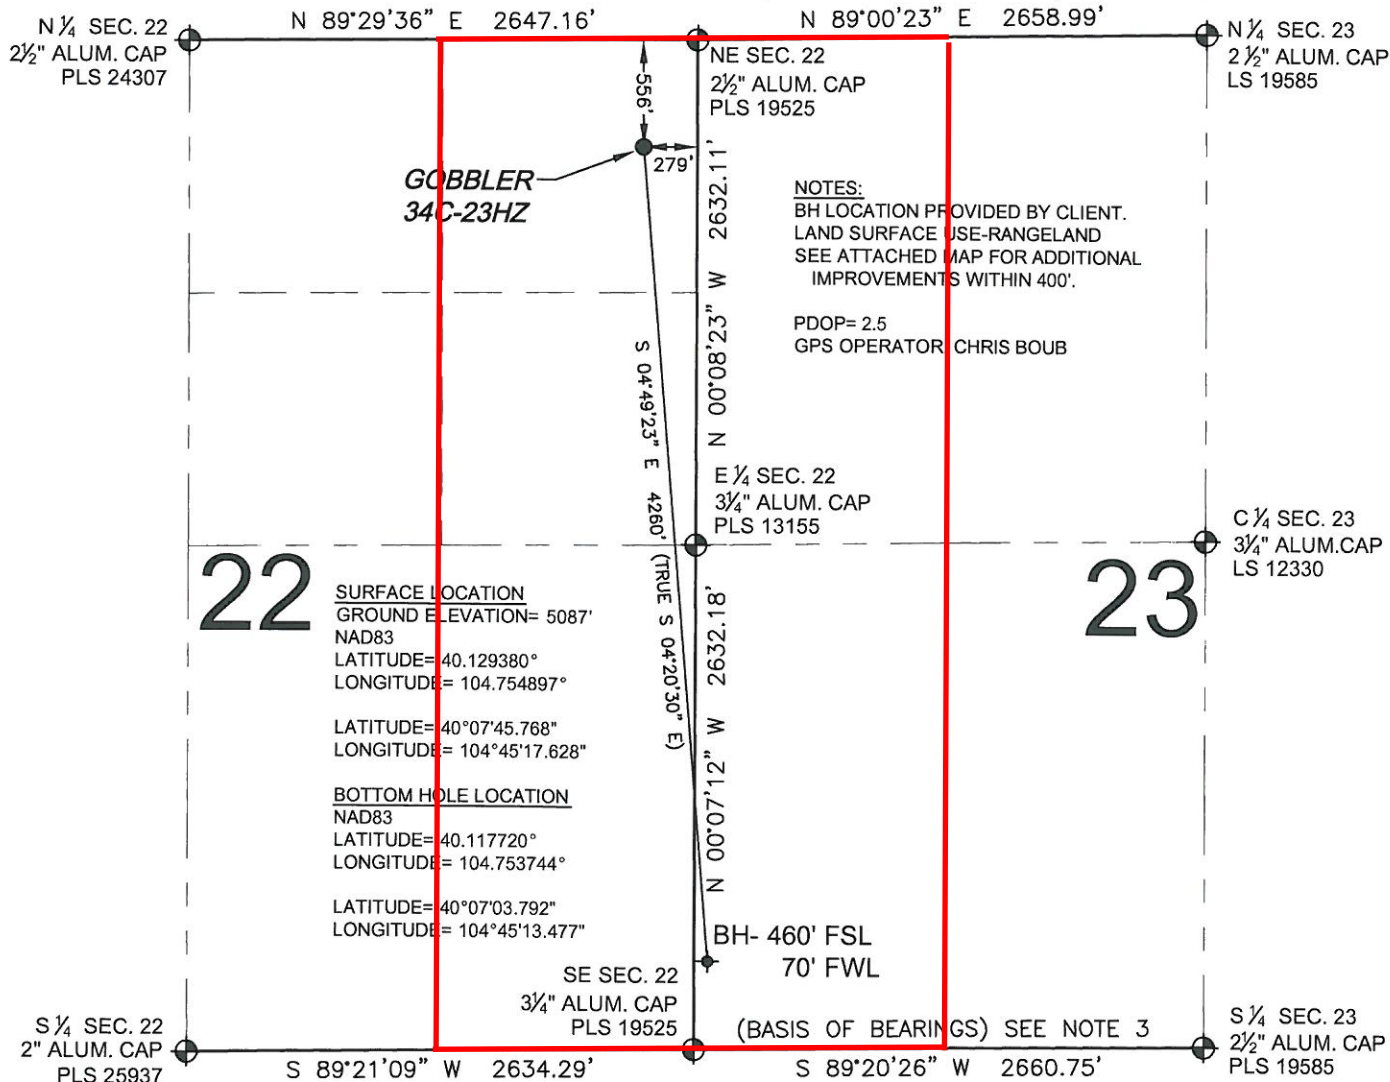 N 89°29'36" E 2647.16'
N 89°00'23" E 2658.99'
N ¼ SEC. 22
2½" ALUM. CAP
PLS 24307
NE SEC. 22
2½" ALUM. CAP
PLS 19525
N ¼ SEC. 23
2 ½" ALUM. CAP
LS 19585
556'
279'
GOBBLER
34C-23HZ
N 00°08'23" W 2632.11'
NOTES:
BH LOCATION PROVIDED BY CLIENT.
LAND SURFACE USE-RANGELAND
SEE ATTACHED MAP FOR ADDITIONAL
IMPROVEMENTS WITHIN 400'.
PDOP= 2.5
GPS OPERATOR CHRIS BOUB
S 04°49'23" E 4260' (TRUE S 04°20'30" E)
E ¼ SEC. 22
3¼" ALUM. CAP
PLS 13155
C ¼ SEC. 23
3¼" ALUM.CAP
LS 12330
22
23
SURFACE LOCATION
GROUND ELEVATION= 5087'
NAD83
LATITUDE= 40.129380°
LONGITUDE= 104.754897°
LATITUDE= 40°07'45.768"
LONGITUDE= 104°45'17.628"
BOTTOM HOLE LOCATION
NAD83
LATITUDE= 40.117720°
LONGITUDE= 104.753744°
LATITUDE= 40°07'03.792"
LONGITUDE= 104°45'13.477"
N 00°07'12" W 2632.18'
BH- 460' FSL
70' FWL
SE SEC. 22
3¼" ALUM. CAP
PLS 19525
(BASIS OF BEARINGS) SEE NOTE 3
S ¼ SEC. 22
2" ALUM. CAP
PLS 25937
S ¼ SEC. 23
2½" ALUM. CAP
PLS 19585
S 89°21'09" W 2634.29'
S 89°20'26" W 2660.75'